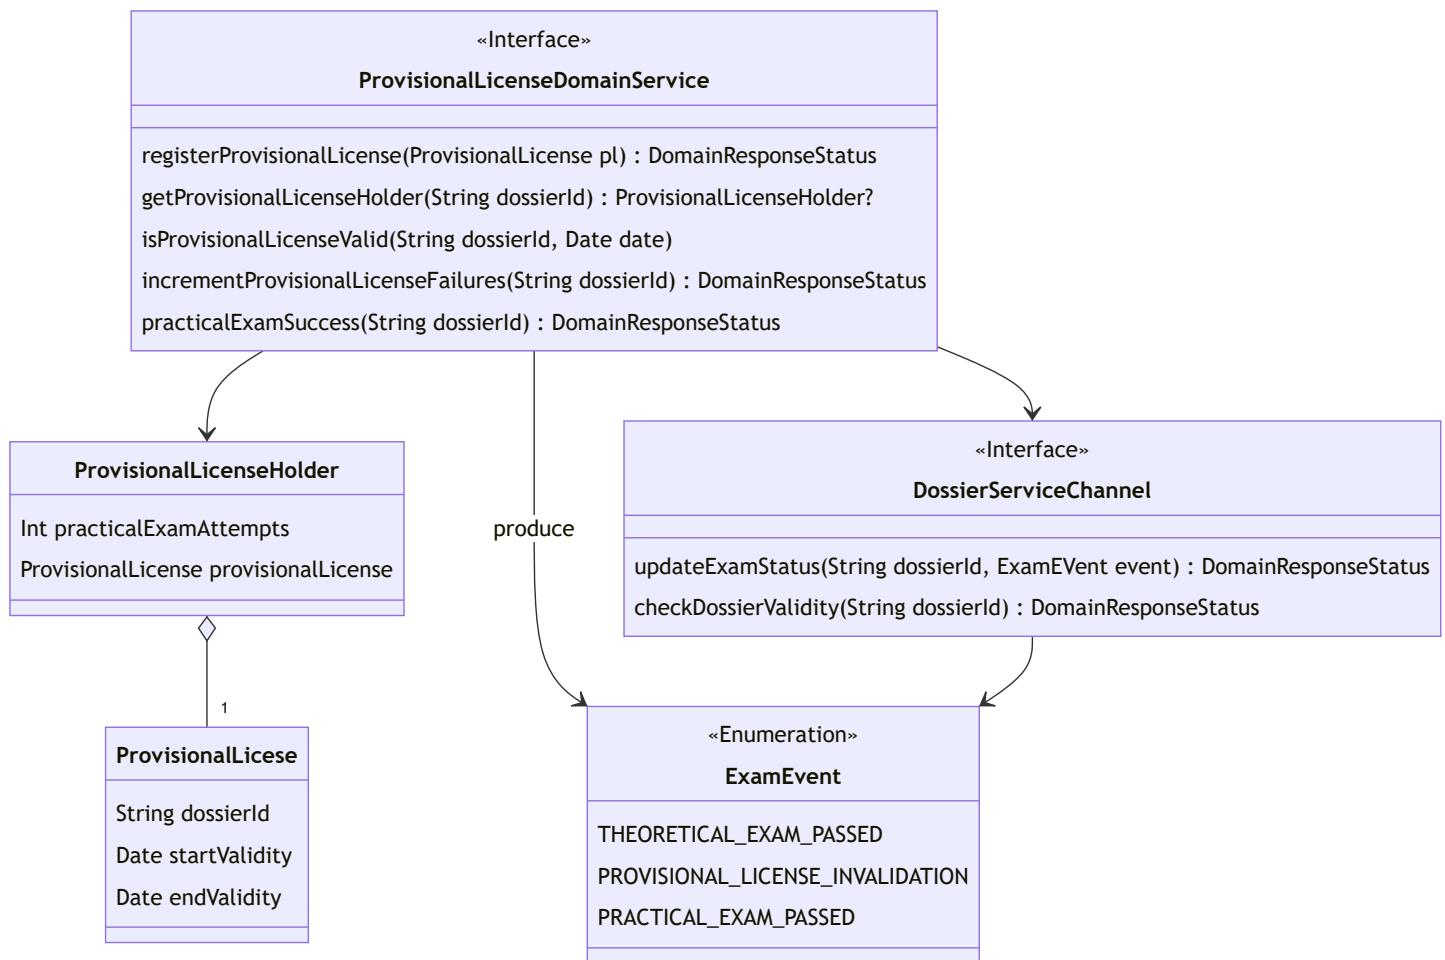 «Interface»
ProvisionalLicenseDomainService
registerProvisionalLicense(ProvisionalLicense pl) : DomainResponseStatus
getProvisionalLicenseHolder(String dossierId) : ProvisionalLicenseHolder?
isProvisionalLicenseValid(String dossierId, Date date)
incrementProvisionalLicenseFailures(String dossierId) : DomainResponseStatus
practicalExamSuccess(String dossierId) : DomainResponseStatus
ProvisionalLicenseHolder
Int practicalExamAttempts
ProvisionalLicense provisionalLicense
produce
«Interface»
DossierServiceChannel
updateExamStatus(String dossierId, ExamEVent event) : DomainResponseStatus
checkDossierValidity(String dossierId) : DomainResponseStatus
1
ProvisionalLicese
String dossierId
Date startValidity
Date endValidity
«Enumeration»
ExamEvent
THEORETICAL_EXAM_PASSED
PROVISIONAL_LICENSE_INVALIDATION
PRACTICAL_EXAM_PASSED